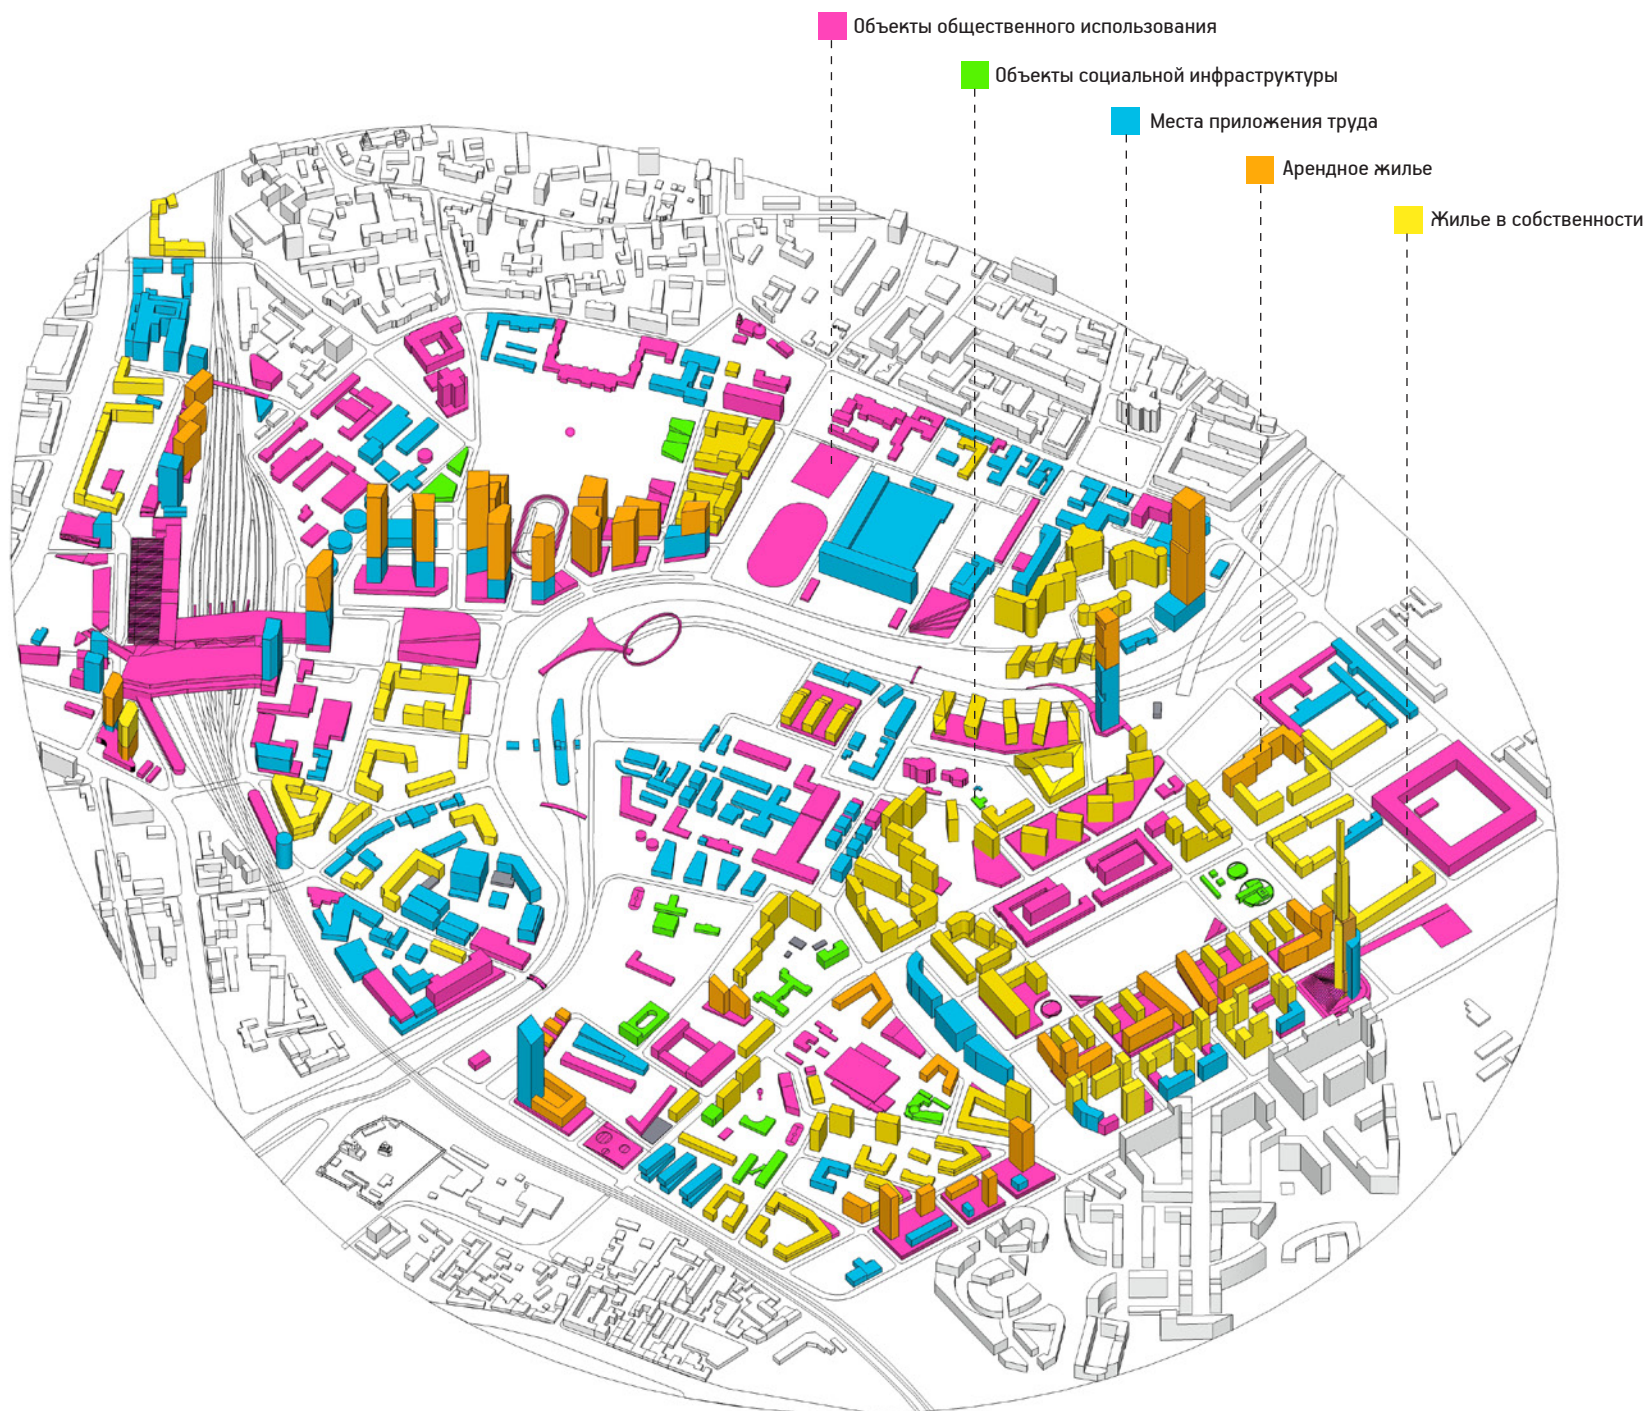 Объекты общественного использования
Объекты социальной инфраструктуры
Места приложения труда
Арендное жилье
Жилье в собственности